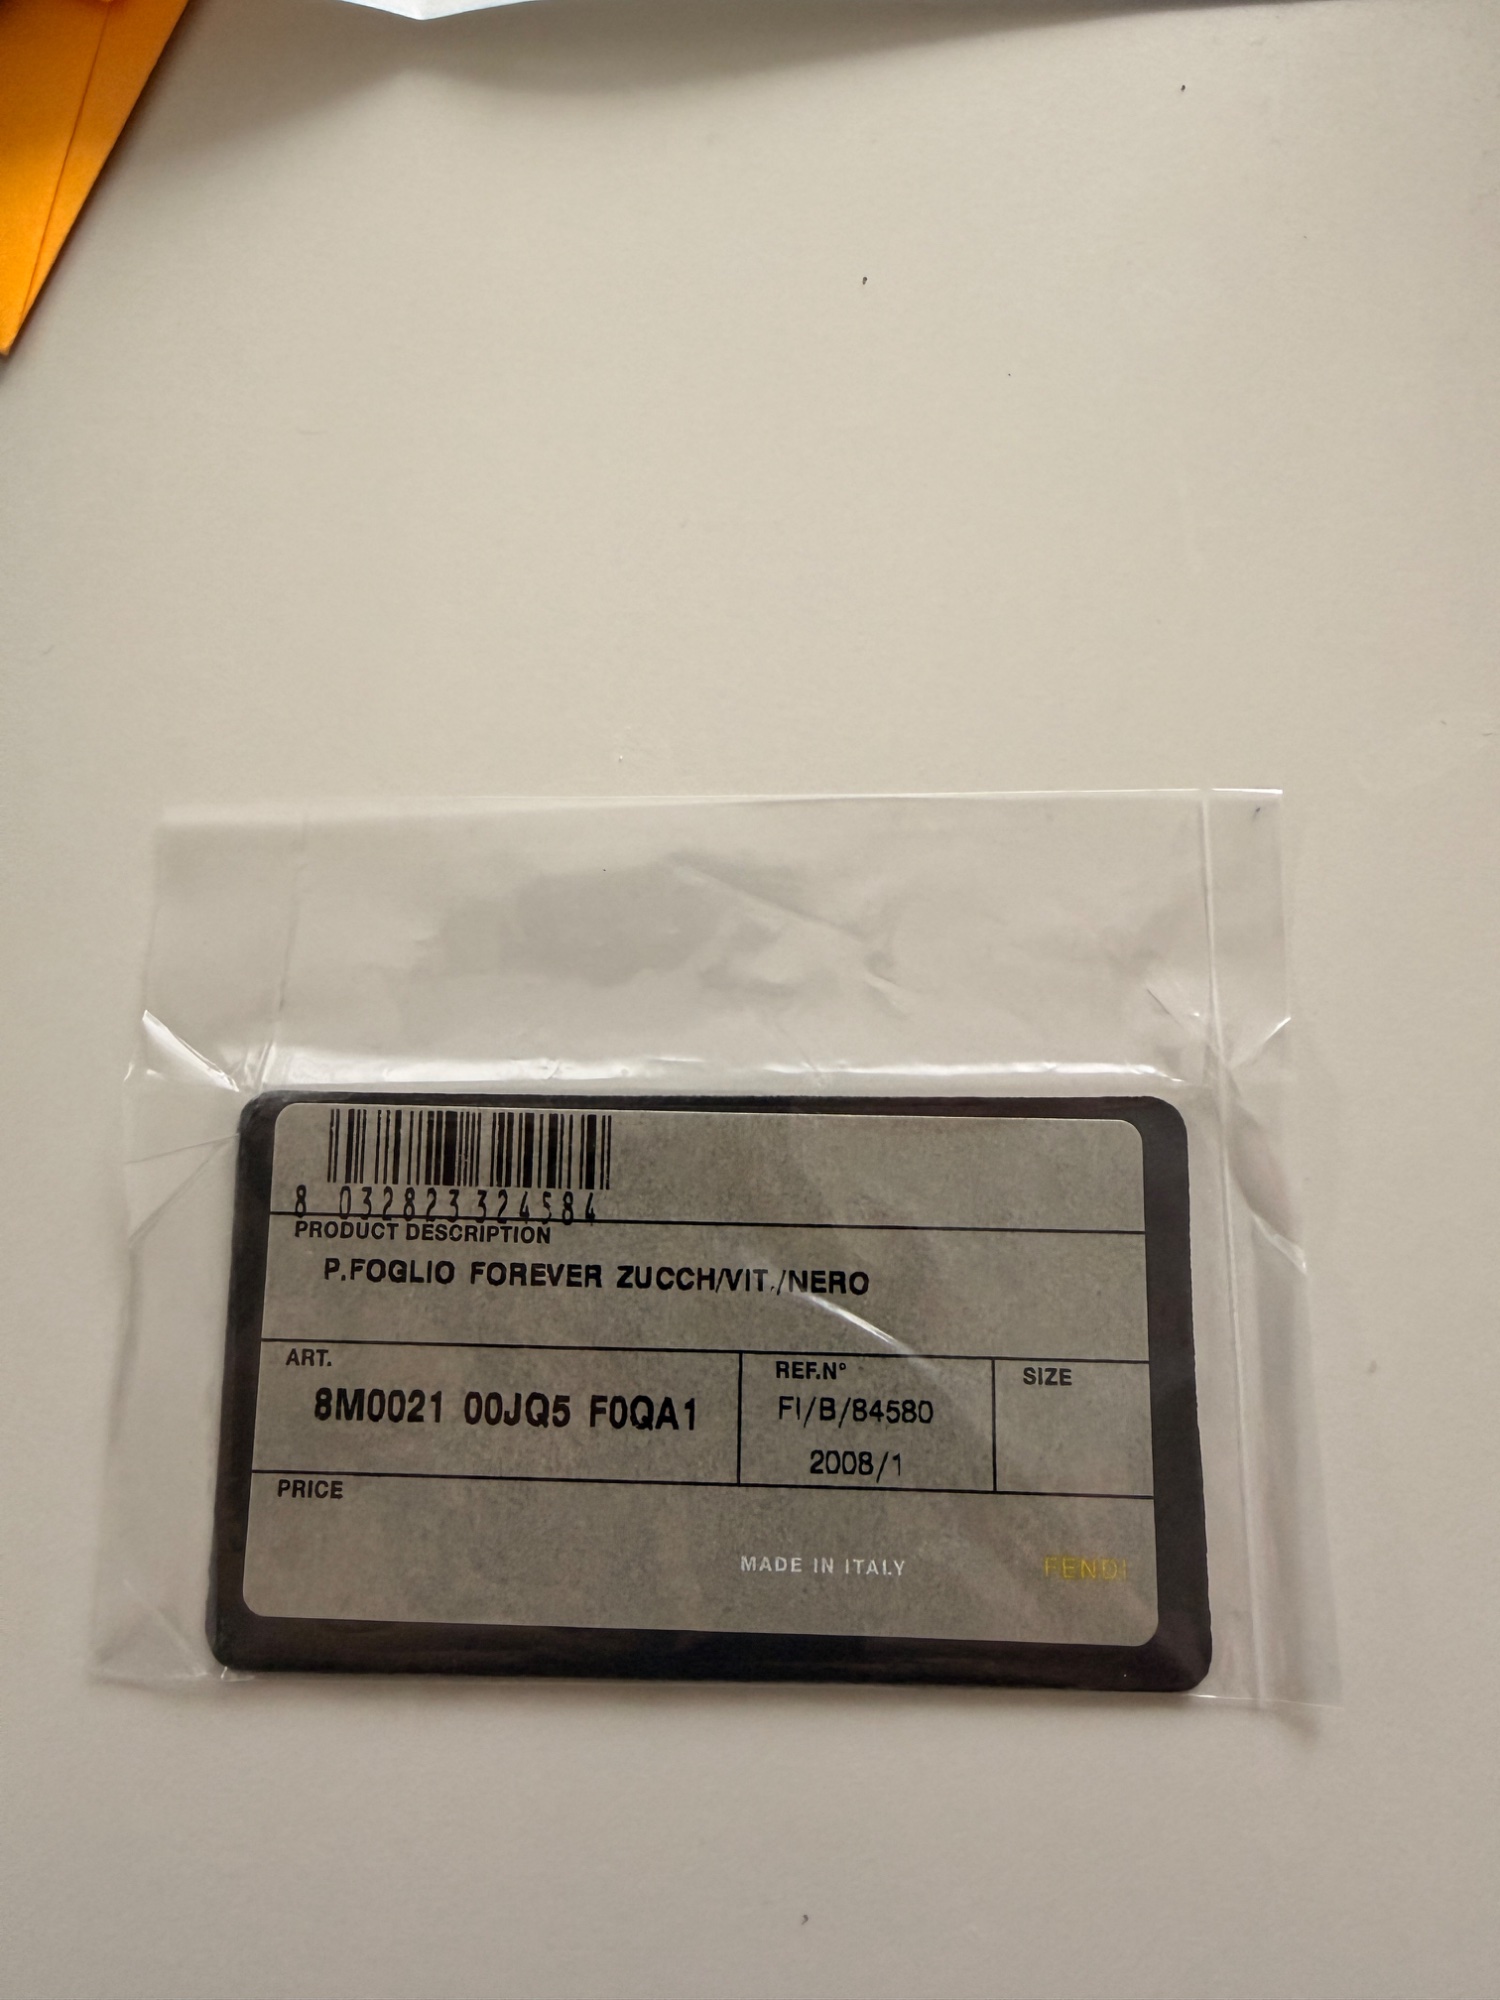 8 032823 324584
PRODUCT DESCRIPTION
P.FOGLIO FOREVER ZUCCH/VIT./NERO
ART.
8M0021 00JQ5 F0QA1
REF.N°
FI/B/84580
2008/1
SIZE
PRICE
MADE IN ITALY
FENDI